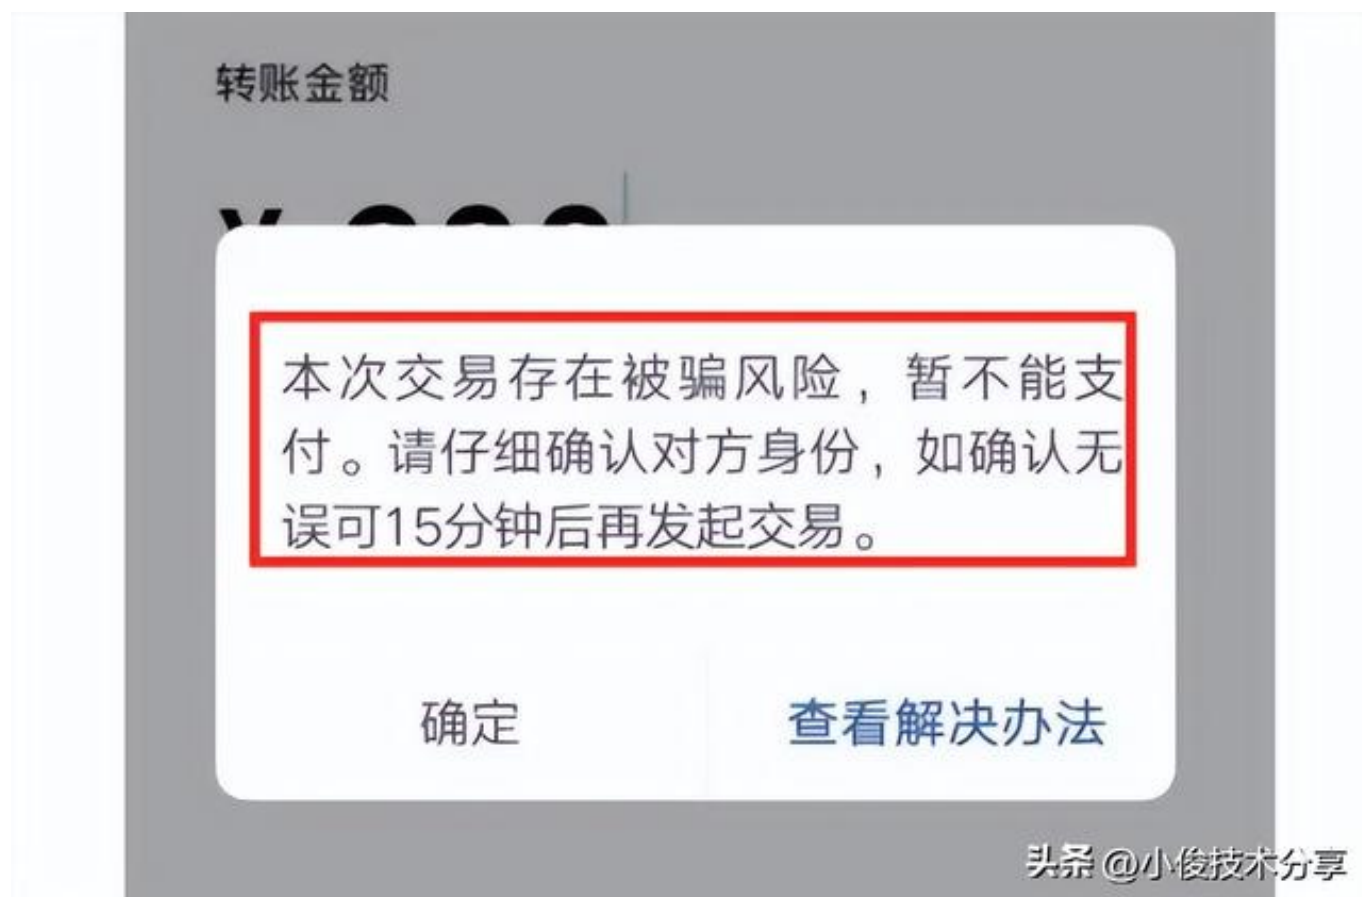 转账金额
¥
本次交易存在被骗风险，暂不能支
付。请仔细确认对方身份，如确认无
误可15分钟后再发起交易。
确定
查看解决办法
头条 @小俊技术分享